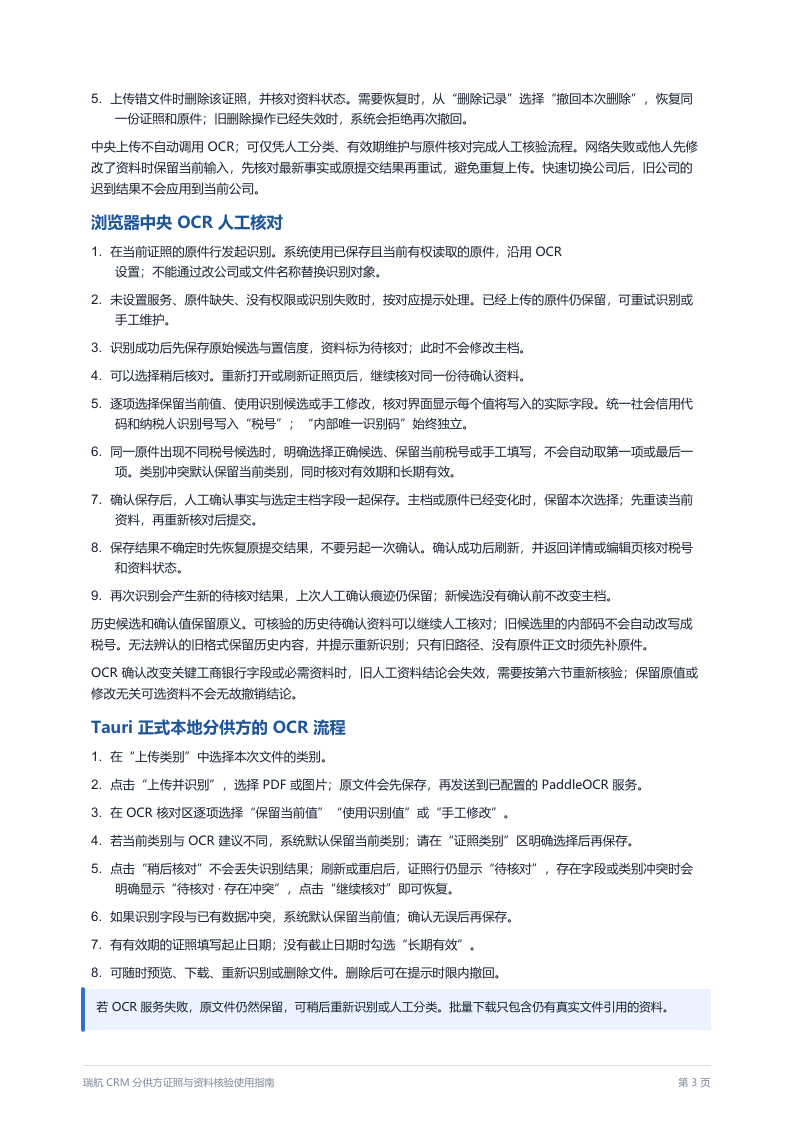 5. 上传错文件时删除该证照，并核对资料状态。需要恢复时，从“删除记录”选择“撤回本次删除”，恢复同
一份证照和原件；旧删除操作已经失效时，系统会拒绝再次撤回。
中央上传不自动调用 OCR；可仅凭人工分类、有效期维护与原件核对完成人工核验流程。网络失败或他人先修
改了资料时保留当前输入，先核对最新事实或原提交结果再重试，避免重复上传。快速切换公司后，旧公司的
迟到结果不会应用到当前公司。
浏览器中央 OCR 人工核对
1. 在当前证照的原件行发起识别。系统使用已保存且当前有权读取的原件，沿用 OCR
设置；不能通过改公司或文件名称替换识别对象。
2. 未设置服务、原件缺失、没有权限或识别失败时，按对应提示处理。已经上传的原件仍保留，可重试识别或
手工维护。
3. 识别成功后先保存原始候选与置信度，资料标为待核对；此时不会修改主档。
4. 可以选择稍后核对。重新打开或刷新证照页后，继续核对同一份待确认资料。
5. 逐项选择保留当前值、使用识别候选或手工修改，核对界面显示每个值将写入的实际字段。统一社会信用代
码和纳税人识别号写入“税号”；“内部唯一识别码”始终独立。
6. 同一原件出现不同税号候选时，明确选择正确候选、保留当前税号或手工填写，不会自动取第一项或最后一
项。类别冲突默认保留当前类别，同时核对有效期和长期有效。
7. 确认保存后，人工确认事实与选定主档字段一起保存。主档或原件已经变化时，保留本次选择；先重读当前
资料，再重新核对后提交。
8. 保存结果不确定时先恢复原提交结果，不要另起一次确认。确认成功后刷新，并返回详情或编辑页核对税号
和资料状态。
9. 再次识别会产生新的待核对结果，上次人工确认痕迹仍保留；新候选没有确认前不改变主档。
历史候选和确认值保留原义。可核验的历史待确认资料可以继续人工核对；旧候选里的内部码不会自动改写成
税号。无法辨认的旧格式保留历史内容，并提示重新识别；只有旧路径、没有原件正文时须先补原件。
OCR 确认改变关键工商银行字段或必需资料时，旧人工资料结论会失效，需要按第六节重新核验；保留原值或
修改无关可选资料不会无故撤销结论。
Tauri 正式本地分供方的 OCR 流程
1. 在“上传类别”中选择本次文件的类别。
2. 点击“上传并识别”，选择 PDF 或图片；原文件会先保存，再发送到已配置的 PaddleOCR 服务。
3. 在 OCR 核对区逐项选择“保留当前值”“使用识别值”或“手工修改”。
4. 若当前类别与 OCR 建议不同，系统默认保留当前类别；请在“证照类别”区明确选择后再保存。
5. 点击“稍后核对”不会丢失识别结果；刷新或重启后，证照行仍显示“待核对”，存在字段或类别冲突时会
明确显示“待核对 · 存在冲突”，点击“继续核对”即可恢复。
6. 如果识别字段与已有数据冲突，系统默认保留当前值；确认无误后再保存。
7. 有有效期的证照填写起止日期；没有截止日期时勾选“长期有效”。
8. 可随时预览、下载、重新识别或删除文件。删除后可在提示时限内撤回。
若 OCR 服务失败，原文件仍然保留，可稍后重新识别或人工分类。批量下载只包含仍有真实文件引用的资料。
瑞航 CRM 分供方证照与资料核验使用指南
第 3 页